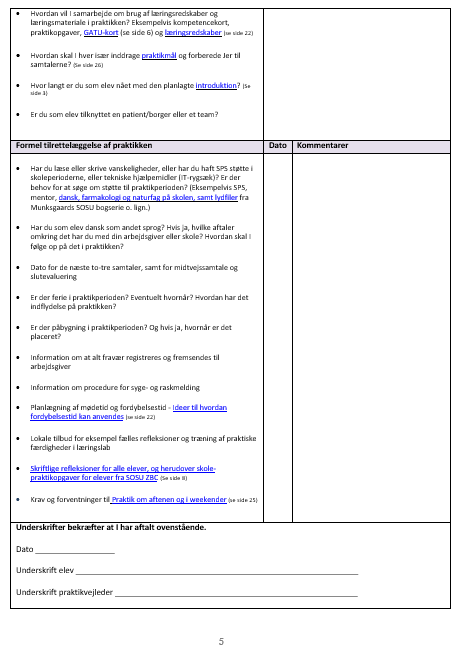 • Hvordan vil I samarbejde om brug af læringsredskaber og
læringsmateriale i praktikken? Eksempelvis kompetencekort,
praktikopgaver, GATU-kort (se side 6) og læringsredskaber (se side 22)
• Hvordan skal I hver især inddrage praktikmål og forberede Jer til
samtalerne? (Se side 26)
• Hvor langt er du som elev nået med den planlagte introduktion? (Se
side 3)
• Er du som elev tilknyttet en patient/borger eller et team?
Formel tilrettelæggelse af praktikken Dato Kommentarer
• Har du læse eller skrive vanskeligheder, eller har du haft SPS støtte i
skoleperioderne, eller tekniske hjælpemidler (IT-rygsæk)? Er der
behov for at søge om støtte til praktikperioden? (Eksempelvis SPS,
mentor, dansk, farmakologi og naturfag på skolen, samt lydfiler fra
Munksgaards SOSU bogserie o. lign.)
• Har du som elev dansk som andet sprog? Hvis ja, hvilke aftaler
omkring det har du med din arbejdsgiver eller skole? Hvordan skal I
følge op på det i praktikken?
• Dato for de næste to-tre samtaler, samt for midtvejssamtale og
slutevaluering
• Er der ferie i praktikperioden? Eventuelt hvornår? Hvordan har det
indflydelse på praktikken?
• Er der påbygning i praktikperioden? Og hvis ja, hvornår er det
placeret?
• Information om at alt fravær registreres og fremsendes til
arbejdsgiver
• Information om procedure for syge- og raskmelding
• Planlægning af mødetid og fordybelsestid - Ideer til hvordan
fordybelsestid kan anvendes (se side 22)
• Lokale tilbud for eksempel fælles refleksioner og træning af praktiske
færdigheder i læringslab
• Skriftlige refleksioner for alle elever, og herudover skole-
praktikopgaver for elever fra SOSU ZBC (Se side 8)
• Krav og forventninger til Praktik om aftenen og i weekender (se side 25)
Underskrifter bekræfter at I har aftalt ovenstående.
Dato ___________________
Underskrift elev ___________________
Underskrift praktikvejleder ___________________
5